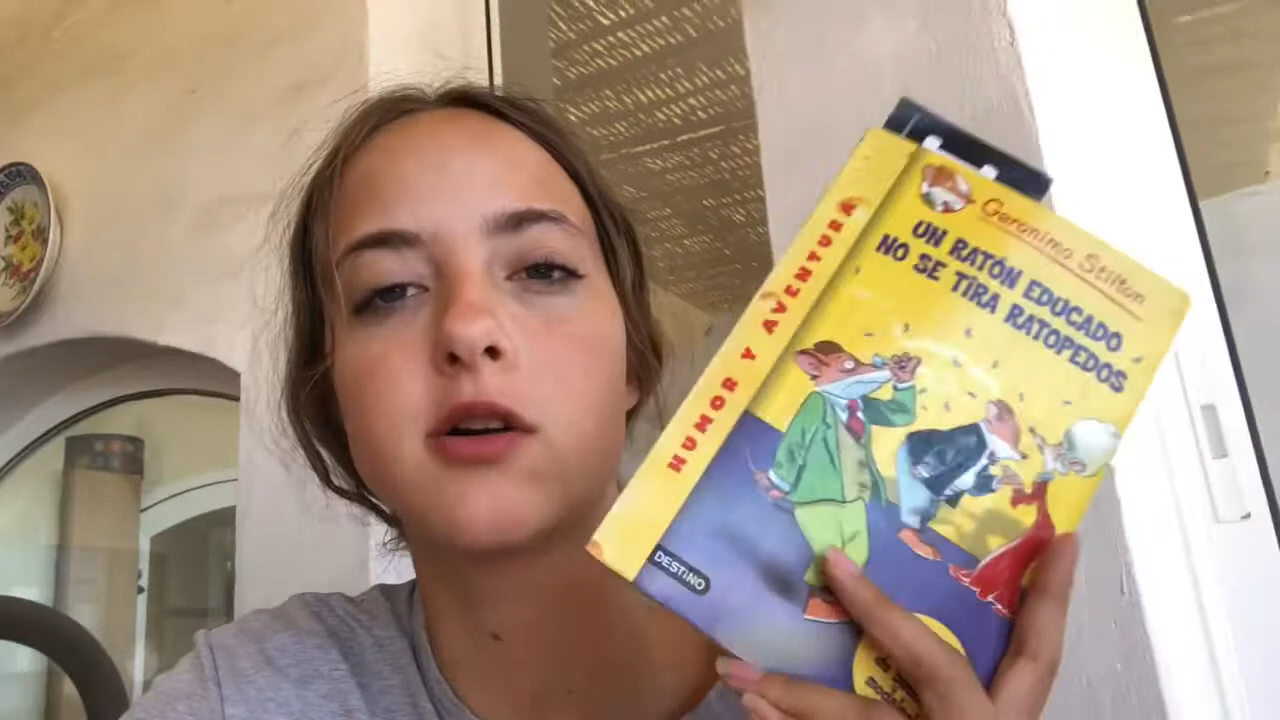 Geronimo Stilton
UN RATÓN EDUCADO
NO SE TIRA RATOPEDOS
HUMOR Y AVENTURA
DESTINO